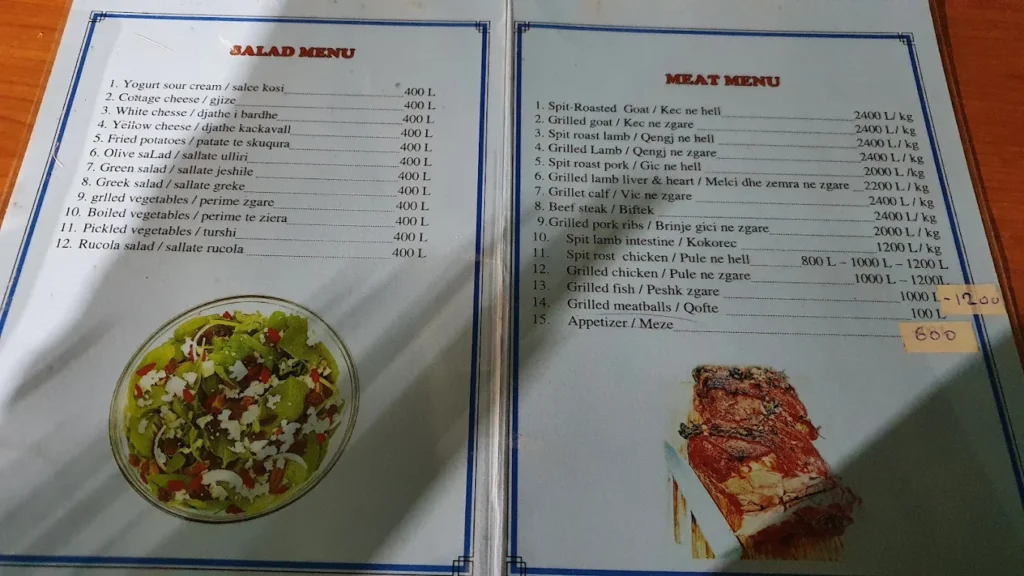 SALAD MENU
1. Yogurt sour cream / salce kosi 400 L
2. Cottage cheese / gjize 400 L
3. White chesse / djathe i bardhe 400 L
4. Yellow cheese / djathe kackavall 400 L
5. Fried potatoes / patate te skuqura 400 L
6. Olive saLad / sallate ulliri 400 L
7. Green salad / sallate jeshile 400 L
8. Greek salad / sallate greke 400 L
9. grlled vegetables / perime zgare 400 L
10. Boiled vegetables / perime te ziera 400 L
11. Pickled vegetables / turshi 400 L
12. Rucola salad / sallate rucola 400 L
MEAT MENU
1. Spit-Roasted Goat / Kec ne hell 2400 L / kg
2. Grilled goat / Kec ne zgare 2400 L / kg
3. Spit roast lamb / Qengj ne hell 2400 L / kg
4. Grilled Lamb / Qengj ne zgare 2400 L / kg
5. Spit roast pork / Gic ne hell 2000 L /kg
6. Grilled lamb liver & heart / Melci dhe zemra ne zgare 2200 L / kg
7. Grillet calf / Vic ne zgare 2400 L / kg
8. Beef steak / Biftek 2400 L / kg
9. Grilled pork ribs / Brinje gici ne zgare 2000 L / kg
10. Spit lamb intestine / Kokorec 1200 L / kg
11. Spit rost chicken / Pule ne hell 800 L – 1000 L – 1200 L
12. Grilled chicken / Pule ne zgare 1000 L – 1200L
13. Grilled fish / Peshk zgare 1000 L - 1200
14. Grilled meatballs / Qofte 100 L
15. Appetizer / Meze 600